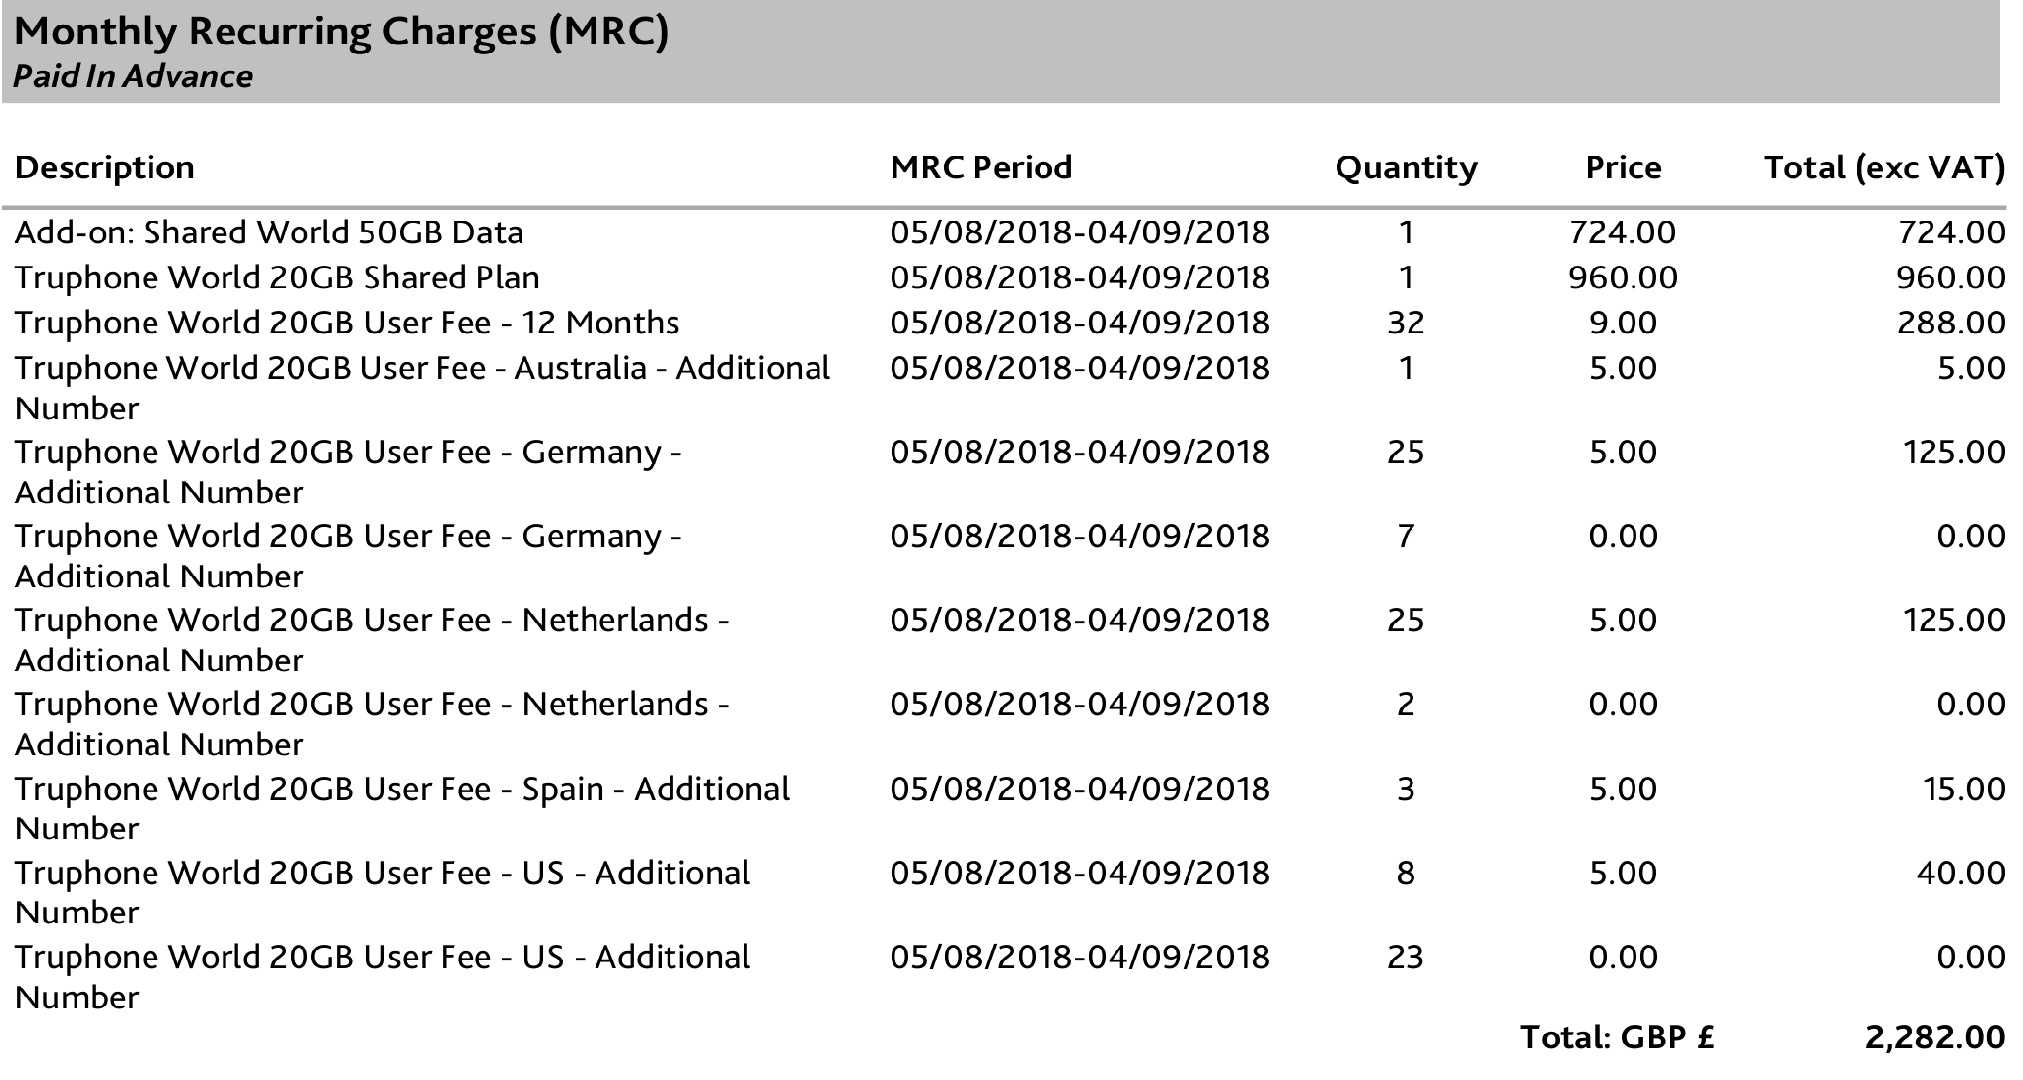 Monthly Recurring Charges (MRC)
Paid In Advance
Description MRC Period Quantity Price Total (exc VAT)
Add-on: Shared World 50GB Data 05/08/2018-04/09/2018 1 724.00 724.00
Truphone World 20GB Shared Plan 05/08/2018-04/09/2018 1 960.00 960.00
Truphone World 20GB User Fee - 12 Months 05/08/2018-04/09/2018 32 9.00 288.00
Truphone World 20GB User Fee - Australia - Additional 05/08/2018-04/09/2018 1 5.00 5.00
Number
Truphone World 20GB User Fee - Germany - 05/08/2018-04/09/2018 25 5.00 125.00
Additional Number
Truphone World 20GB User Fee - Germany - 05/08/2018-04/09/2018 7 0.00 0.00
Additional Number
Truphone World 20GB User Fee - Netherlands - 05/08/2018-04/09/2018 25 5.00 125.00
Additional Number
Truphone World 20GB User Fee - Netherlands - 05/08/2018-04/09/2018 2 0.00 0.00
Additional Number
Truphone World 20GB User Fee - Spain - Additional 05/08/2018-04/09/2018 3 5.00 15.00
Number
Truphone World 20GB User Fee - US - Additional 05/08/2018-04/09/2018 8 5.00 40.00
Number
Truphone World 20GB User Fee - US - Additional 05/08/2018-04/09/2018 23 0.00 0.00
Number
Total: GBP £ 2,282.00